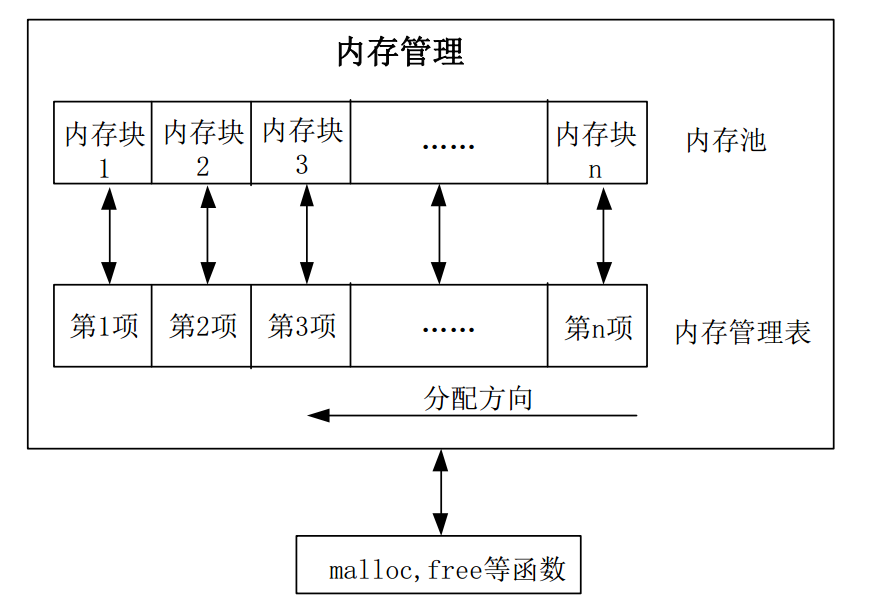 内存管理
内存块
1
内存块
2
内存块
3
……
内存块
n
内存池
第1项
第2项
第3项
……
第n项
内存管理表
分配方向
malloc,free等函数